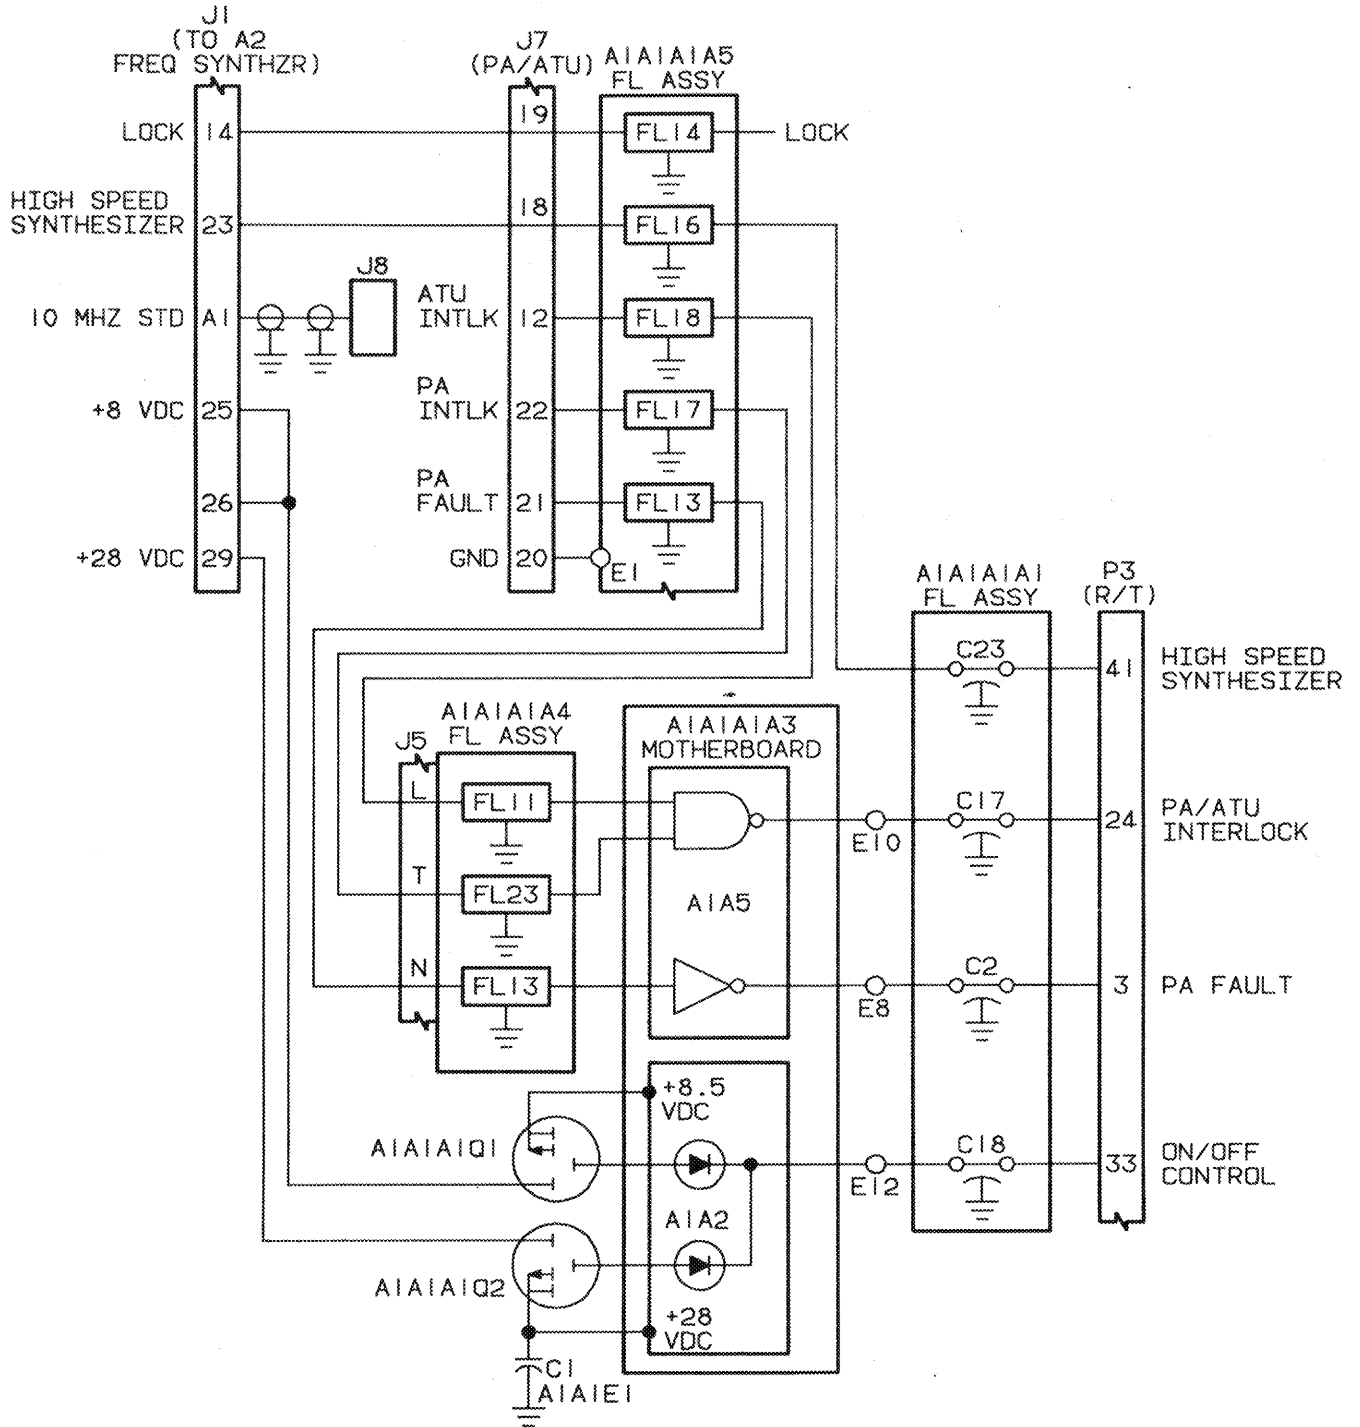 J1
(TO A2
FREQ SYNTHZR)
J7
(PA/ATU)
A1A1A1A5
FL ASSY
LOCK 14
19
FL14
LOCK
HIGH SPEED
SYNTHESIZER 23
18
FL16
10 MHZ STD A1
J8
ATU
INTLK 12
FL18
+8 VDC 25
PA
INTLK 22
FL17
26
PA
FAULT 21
FL13
+28 VDC 29
GND 20
E1
A1A1A1A1
FL ASSY
P3
(R/T)
C23
41
HIGH SPEED
SYNTHESIZER
A1A1A1A4
FL ASSY
J5
A1A1A1A3
MOTHERBOARD
L
FL11
C17
24
PA/ATU
INTERLOCK
E10
T
FL23
A1A5
N
FL13
C2
3
PA FAULT
E8
+8.5
VDC
A1A1A1Q1
C18
33
ON/OFF
CONTROL
E12
A1A2
A1A1A1Q2
+28
VDC
C1
A1A1E1